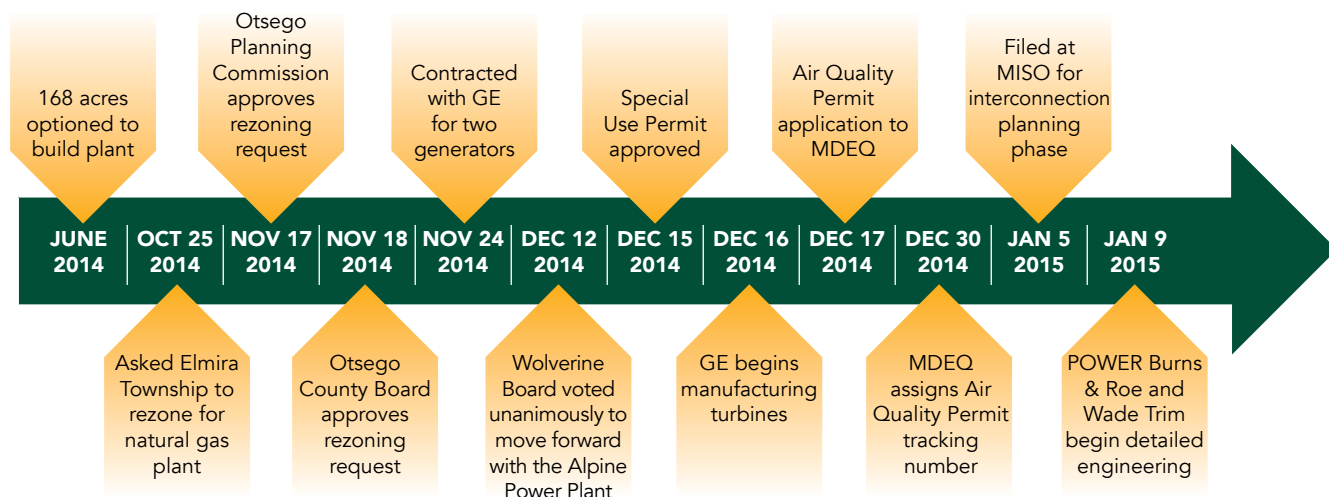 168 acres
optioned to
build plant
Otsego
Planning
Commission
approves
rezoning
request
Contracted
with GE
for two
generators
Special
Use Permit
approved
Air Quality
Permit
application to
MDEQ
Filed at
MISO for
interconnection
planning
phase
JUNE
2014
OCT 25
2014
NOV 17
2014
NOV 18
2014
NOV 24
2014
DEC 12
2014
DEC 15
2014
DEC 16
2014
DEC 17
2014
DEC 30
2014
JAN 5
2015
JAN 9
2015
Asked Elmira
Township to
rezone for
natural gas
plant
Otsego
County Board
approves
rezoning
request
Wolverine
Board voted
unanimously to
move forward
with the Alpine
Power Plant
GE begins
manufacturing
turbines
MDEQ
assigns Air
Quality Permit
tracking
number
POWER Burns
& Roe and
Wade Trim
begin detailed
engineering